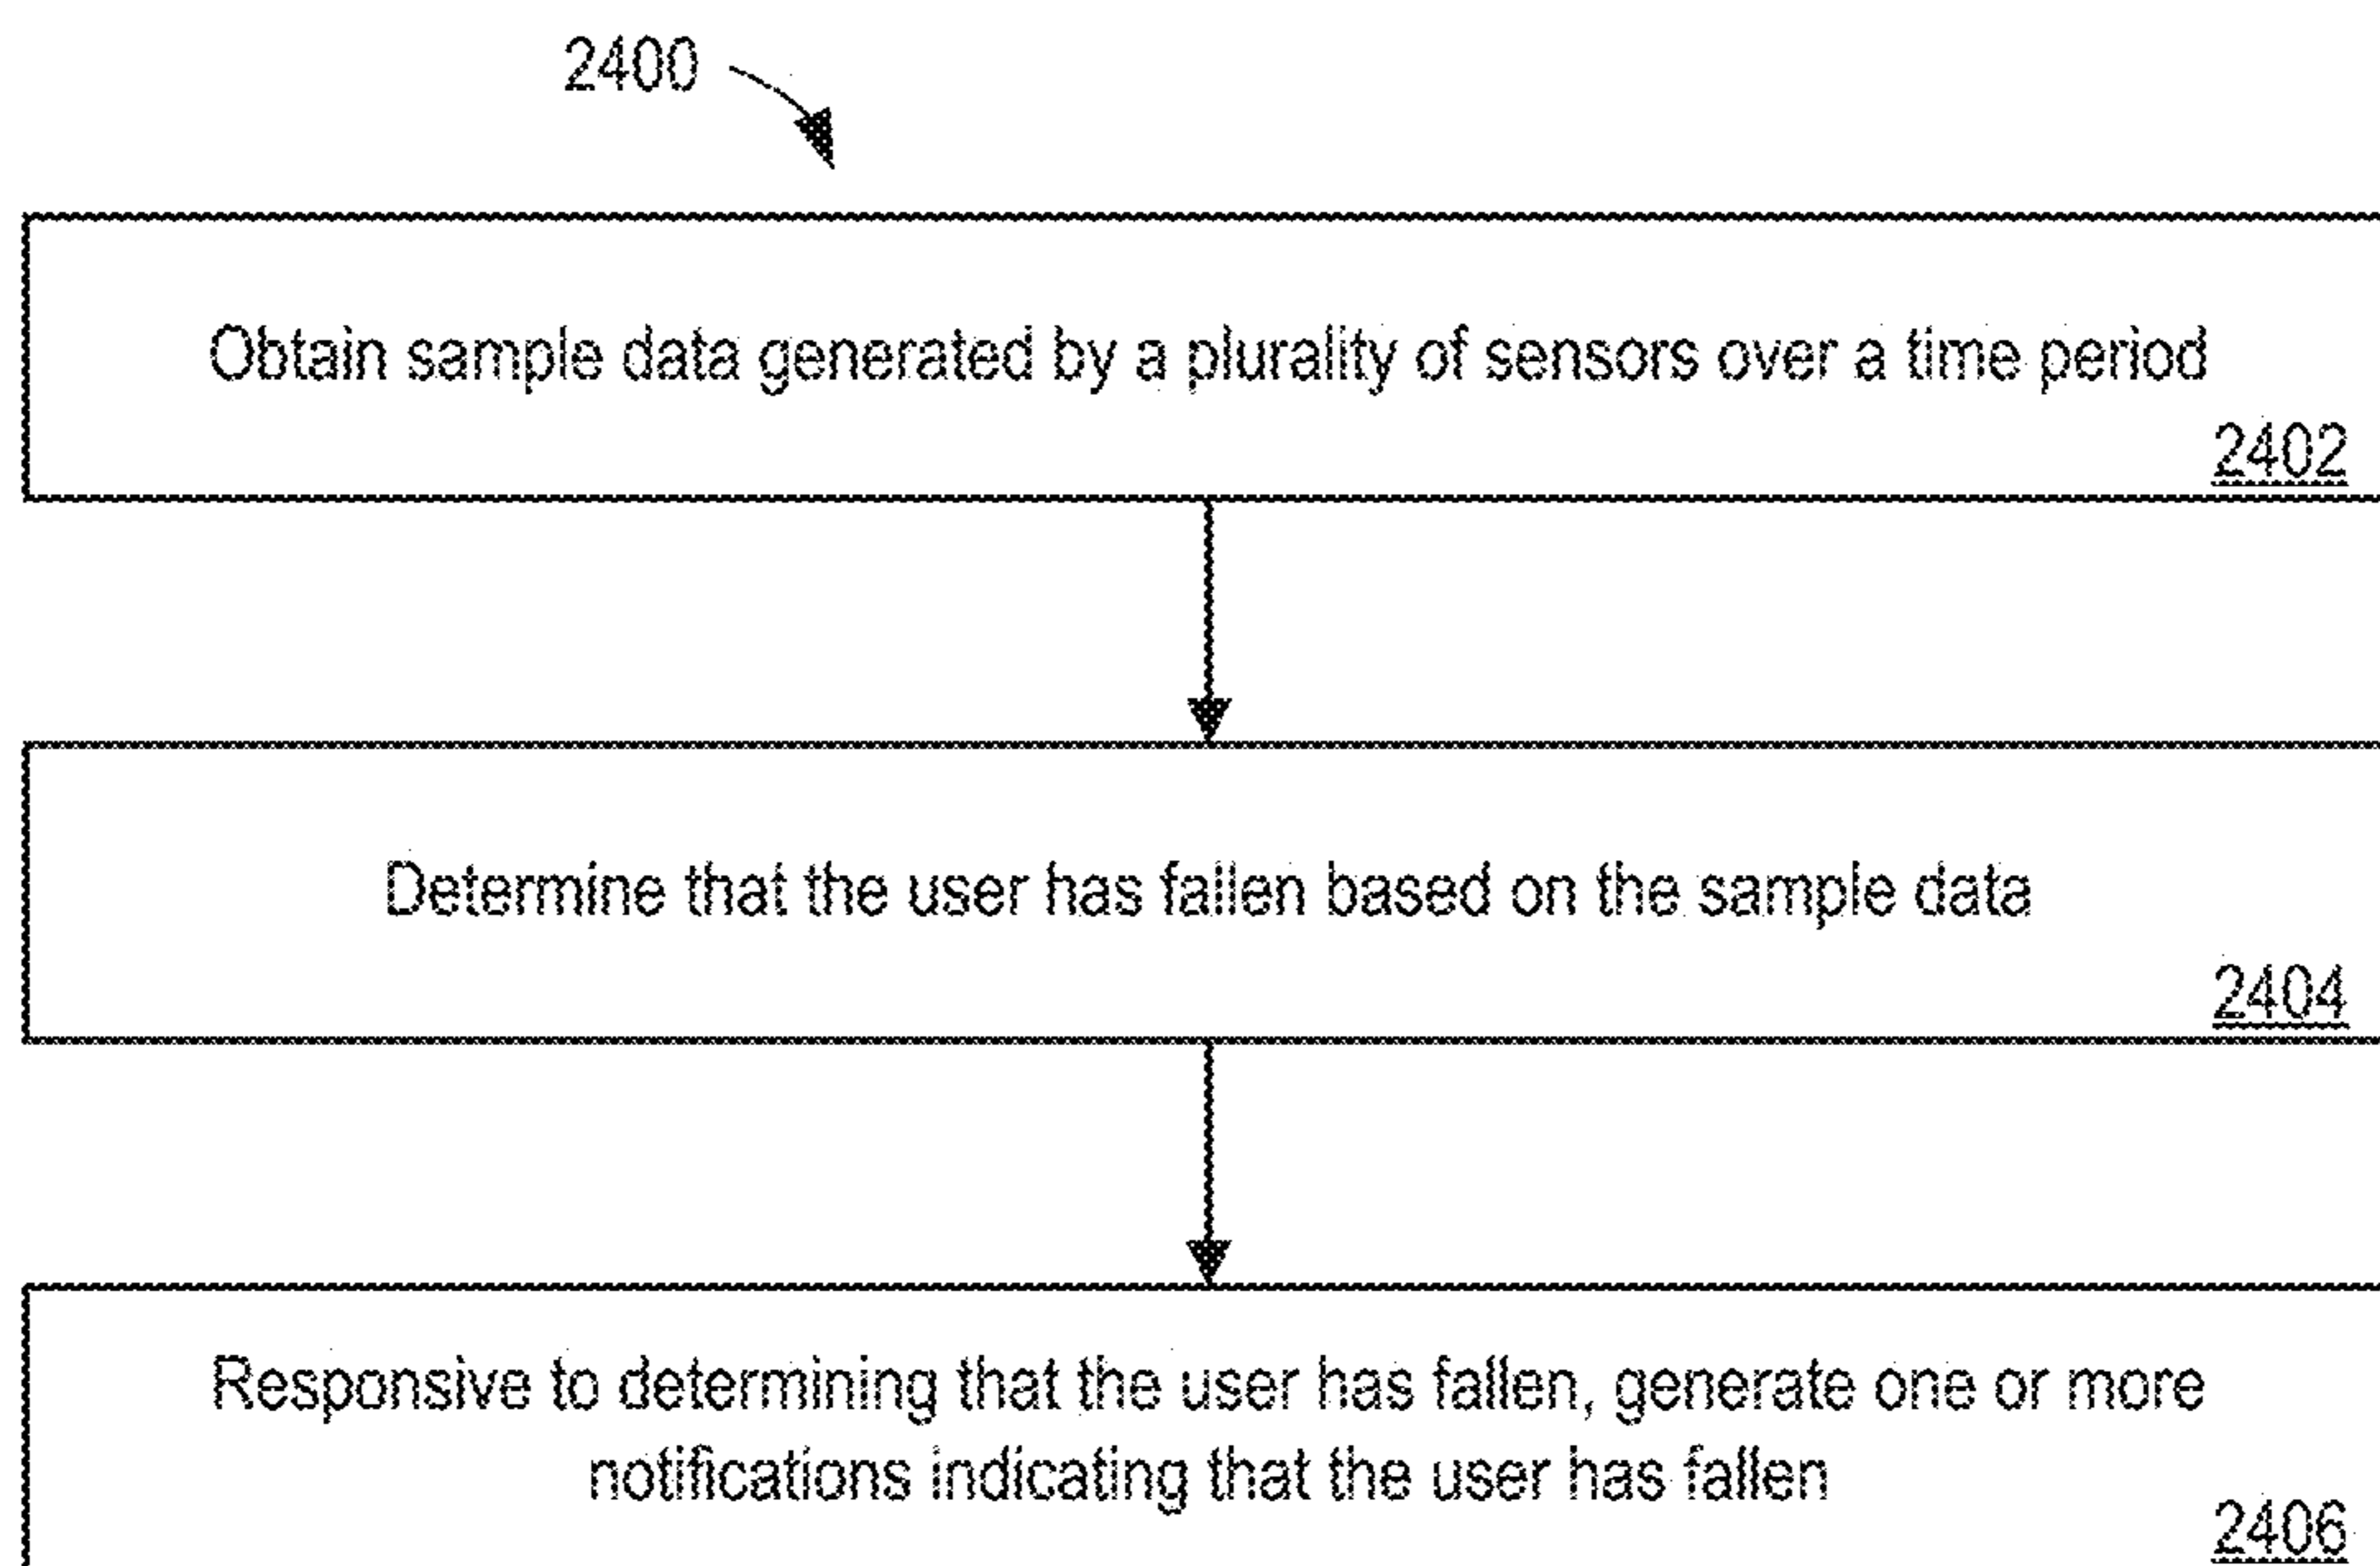 2400
Obtain sample data generated by a plurality of sensors over a time period
2402
Determine that the user has fallen based on the sample data
2404
Responsive to determining that the user has fallen, generate one or more
notifications indicating that the user has fallen
2406